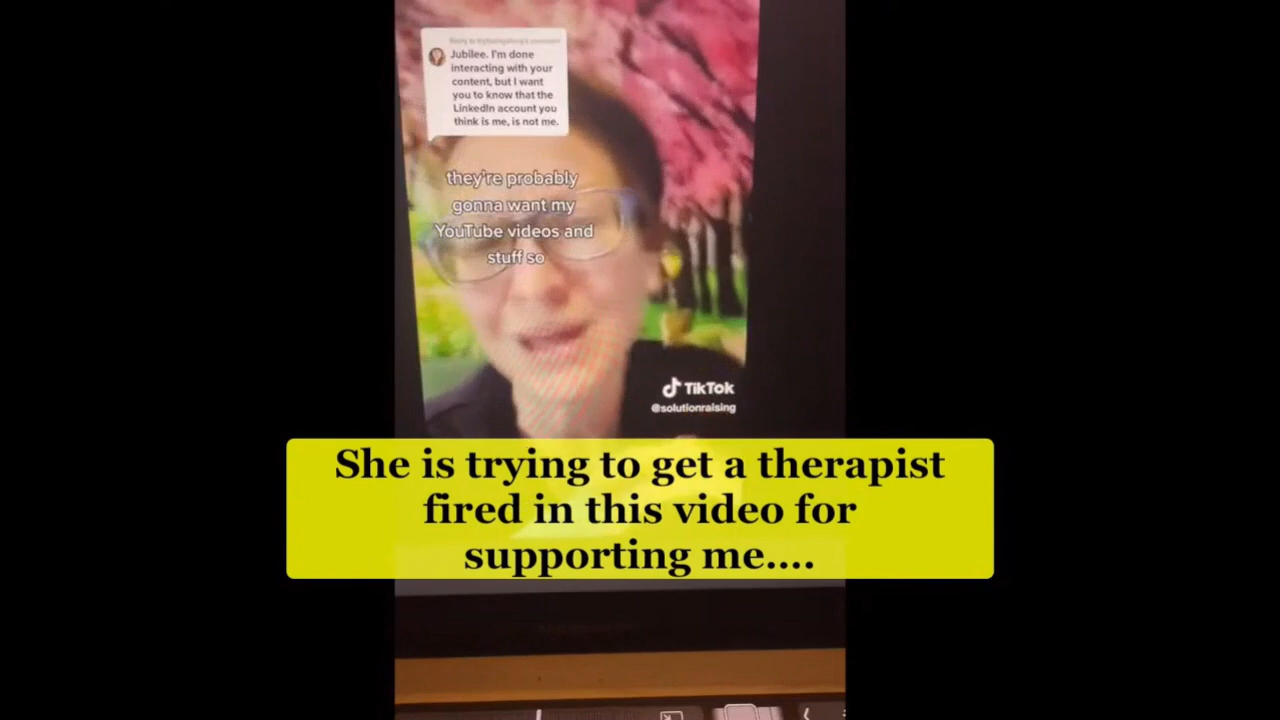 Jubilee. I'm done
interacting with your
content, but I want
you to know that the
LinkedIn account you
think is me, is not me.
they're probably
gonna want my
YouTube videos and
stuff so
TikTok
@solutionraising
She is trying to get a therapist
fired in this video for
supporting me....